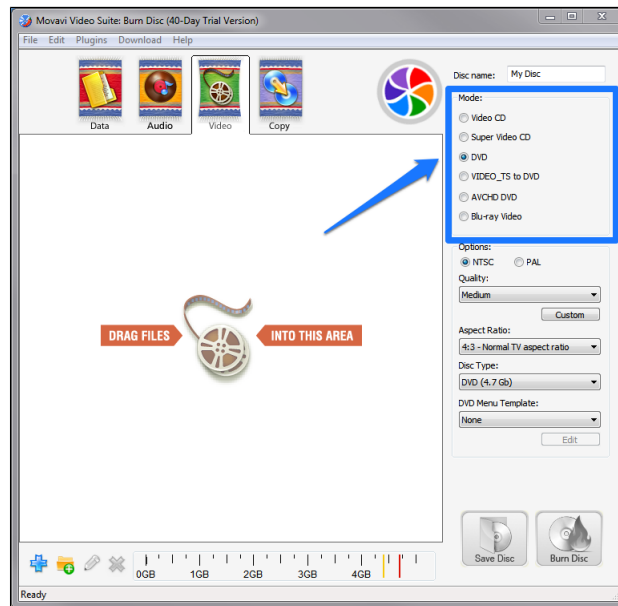 Movavi Video Suite: Burn Disc (40-Day Trial Version)
File Edit Plugins Download Help
Data Audio Video Copy
Disc name: My Disc
Mode:
Video CD
Super Video CD
DVD
VIDEO_TS to DVD
AVCHD DVD
Blu-ray Video
Options:
NTSC PAL
Quality:
Medium
Custom
Aspect Ratio:
4:3 - Normal TV aspect ratio
Disc Type:
DVD (4.7 Gb)
DVD Menu Template:
None
Edit
DRAG FILES INTO THIS AREA
Save Disc Burn Disc
0GB 1GB 2GB 3GB 4GB
Ready